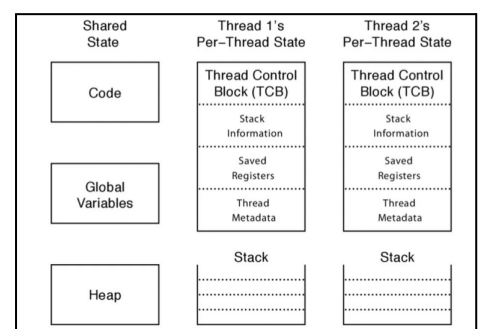 Shared
State
Thread 1's
Per-Thread State
Thread 2's
Per-Thread State
Code
Global
Variables
Heap
Thread Control
Block (TCB)
Stack
Information
Saved
Registers
Thread
Metadata
Stack
Thread Control
Block (TCB)
Stack
Information
Saved
Registers
Thread
Metadata
Stack